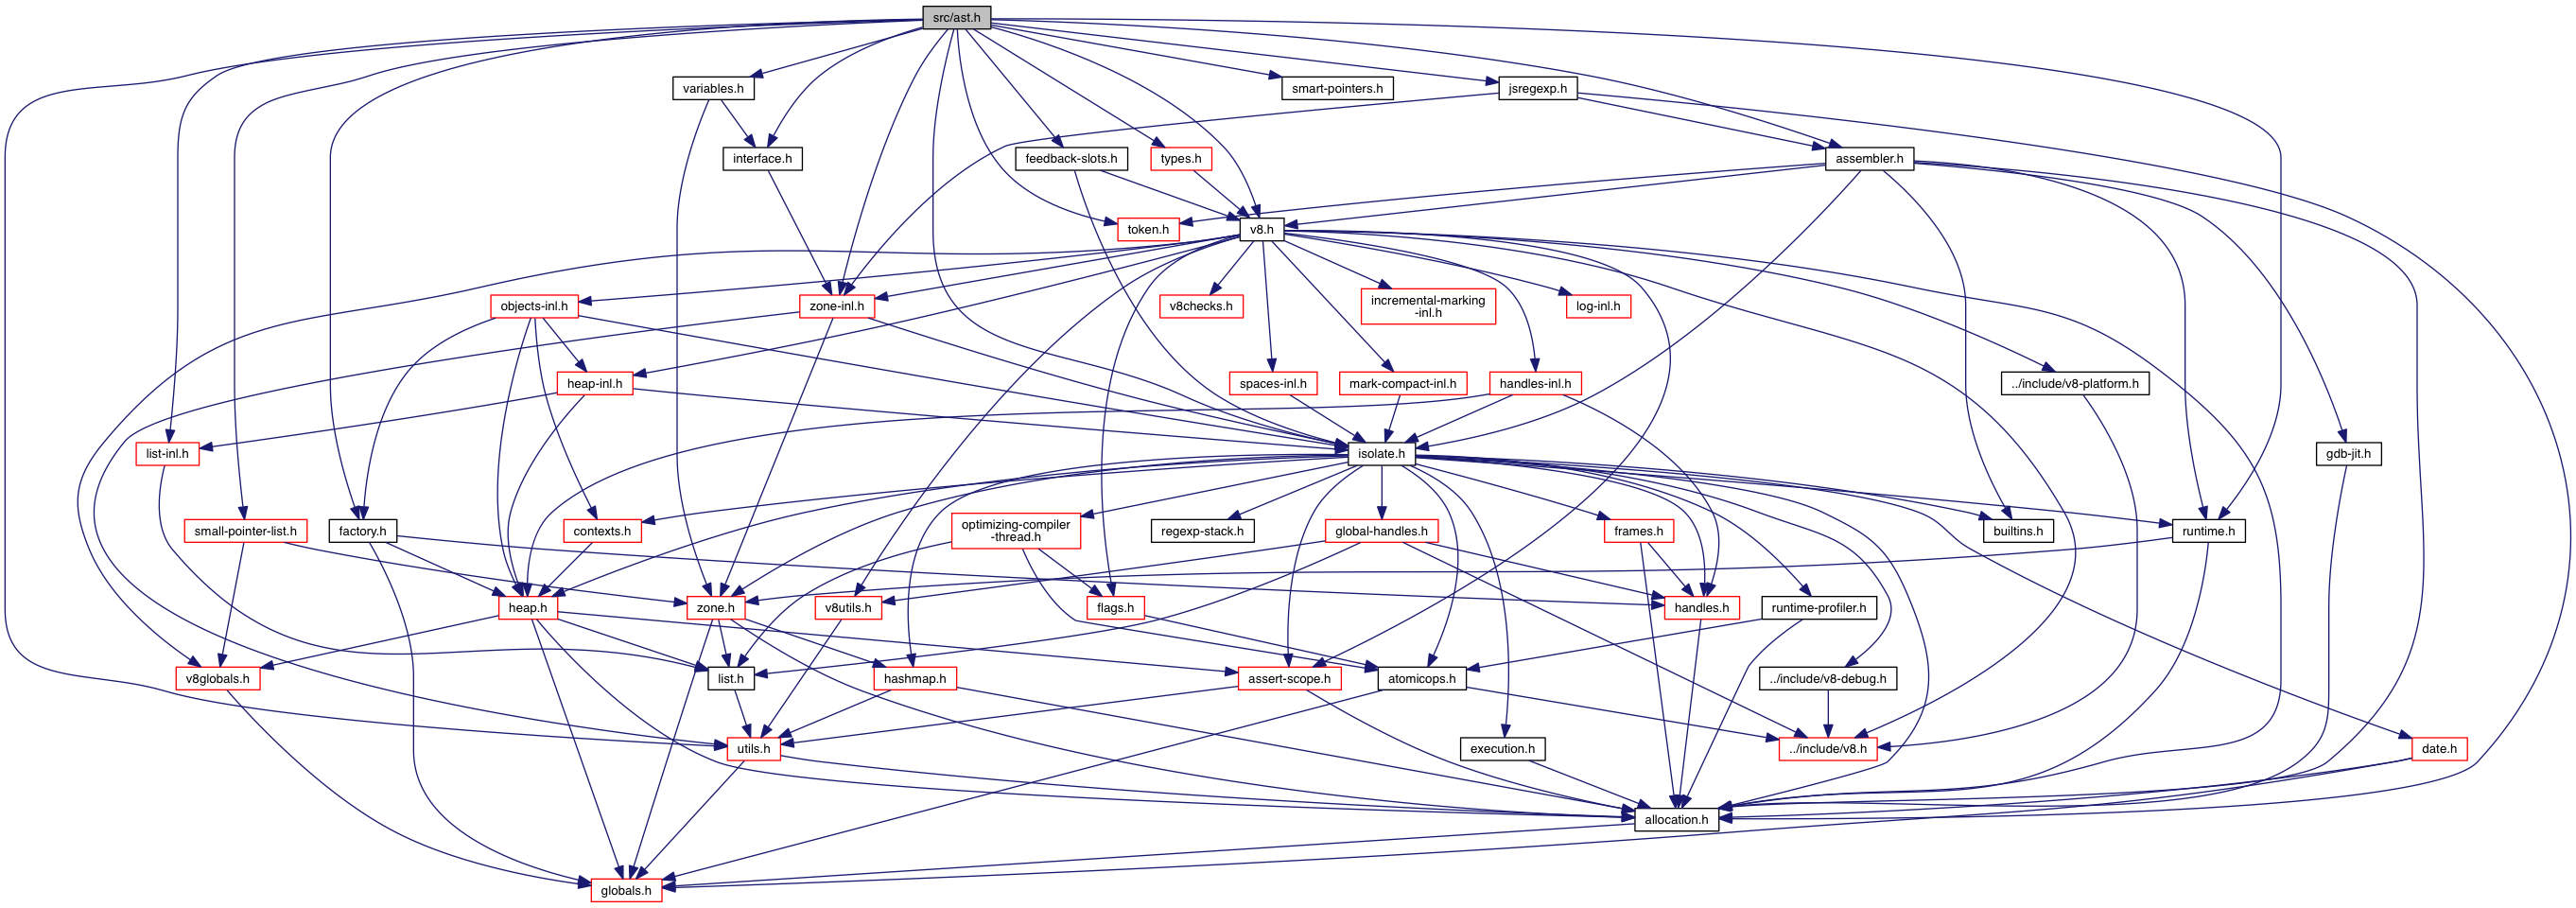 src/ast.h
variables.h
smart-pointers.h
jsregexp.h
interface.h
feedback-slots.h
types.h
assembler.h
token.h
v8.h
objects-inl.h
zone-inl.h
v8checks.h
incremental-marking
-inl.h
log-inl.h
heap-inl.h
spaces-inl.h
mark-compact-inl.h
handles-inl.h
../include/v8-platform.h
list-inl.h
isolate.h
gdb-jit.h
small-pointer-list.h
factory.h
contexts.h
optimizing-compiler
-thread.h
regexp-stack.h
global-handles.h
frames.h
builtins.h
runtime.h
heap.h
zone.h
v8utils.h
flags.h
handles.h
runtime-profiler.h
v8globals.h
list.h
hashmap.h
assert-scope.h
atomicops.h
../include/v8-debug.h
utils.h
execution.h
../include/v8.h
date.h
allocation.h
globals.h